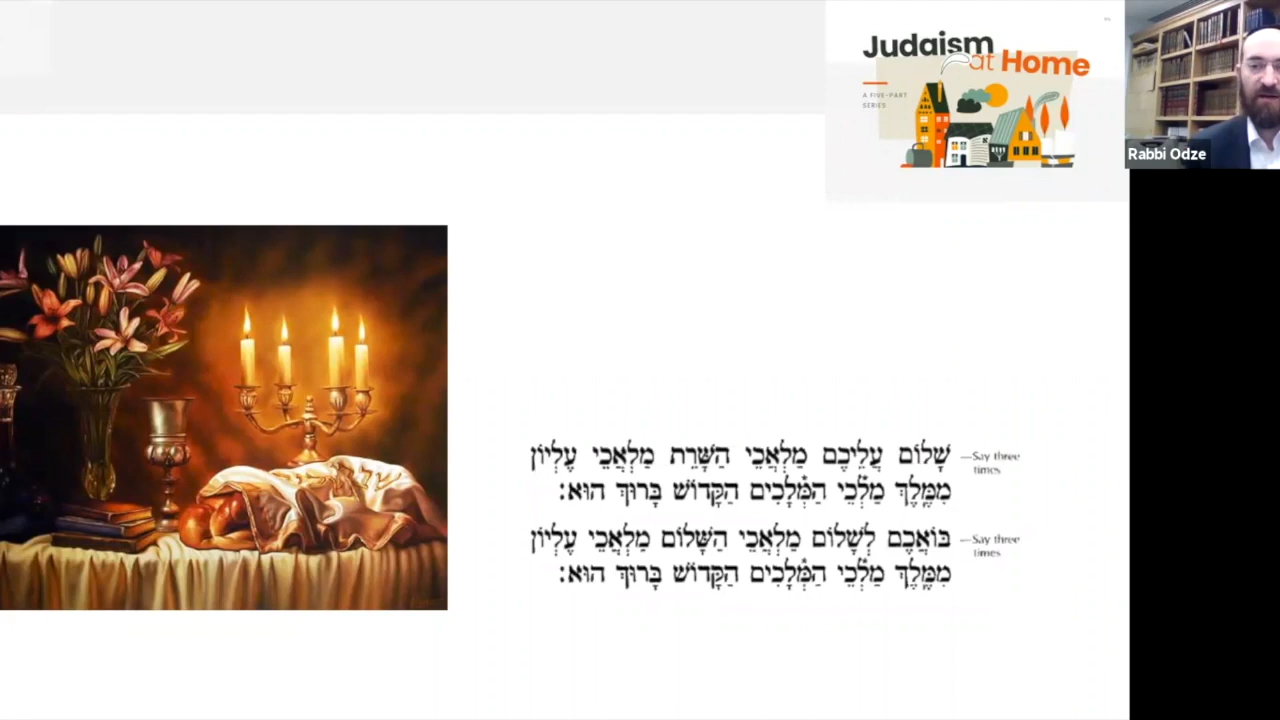 Judaism
at Home
A FIVE-PART
SERIES
Rabbi Odze
שָׁלוֹם עֲלֵיכֶם מַלְאֲכֵי הַשָּׁרֵת מַלְאֲכֵי עֶלְיוֹן
—Say three
times
מִמֶּלֶךְ מַלְכֵי הַמְּלָכִים הַקָּדוֹשׁ בָּרוּךְ הוּא:
בּוֹאֲכֶם לְשָׁלוֹם מַלְאֲכֵי הַשָּׁלוֹם מַלְאֲכֵי עֶלְיוֹן
—Say three
times
מִמֶּלֶךְ מַלְכֵי הַמְּלָכִים הַקָּדוֹשׁ בָּרוּךְ הוּא: